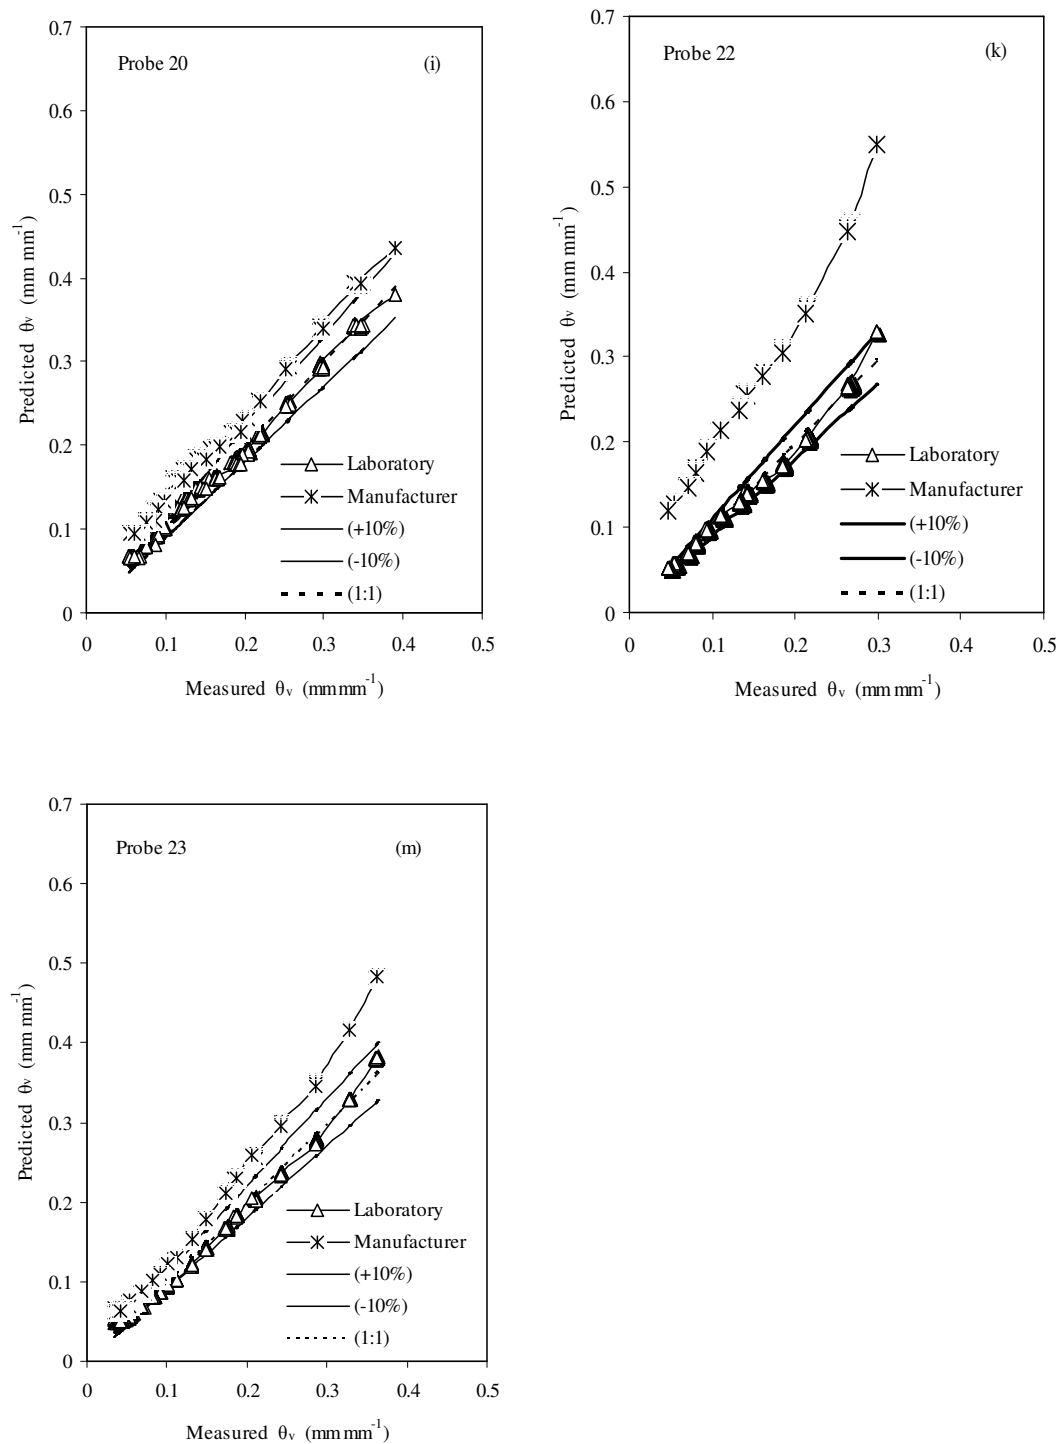 0.7
Probe 20 (i)
0.6
0.5
0.4
0.3
0.2
0.1
0
Predicted θv (mm mm-1)
Laboratory
Manufacturer
(+10%)
(-10%)
(1:1)
0 0.1 0.2 0.3 0.4 0.5
Measured θv (mm mm-1)
0.7
Probe 22 (k)
0.6
0.5
0.4
0.3
0.2
0.1
0
Predicted θv (mm mm-1)
Laboratory
Manufacturer
(+10%)
(-10%)
(1:1)
0 0.1 0.2 0.3 0.4 0.5
Measured θv (mm mm-1)
0.7
Probe 23 (m)
0.6
0.5
0.4
0.3
0.2
0.1
0
Predicted θv (mm mm-1)
Laboratory
Manufacturer
(+10%)
(-10%)
(1:1)
0 0.1 0.2 0.3 0.4 0.5
Measured θv (mm mm-1)